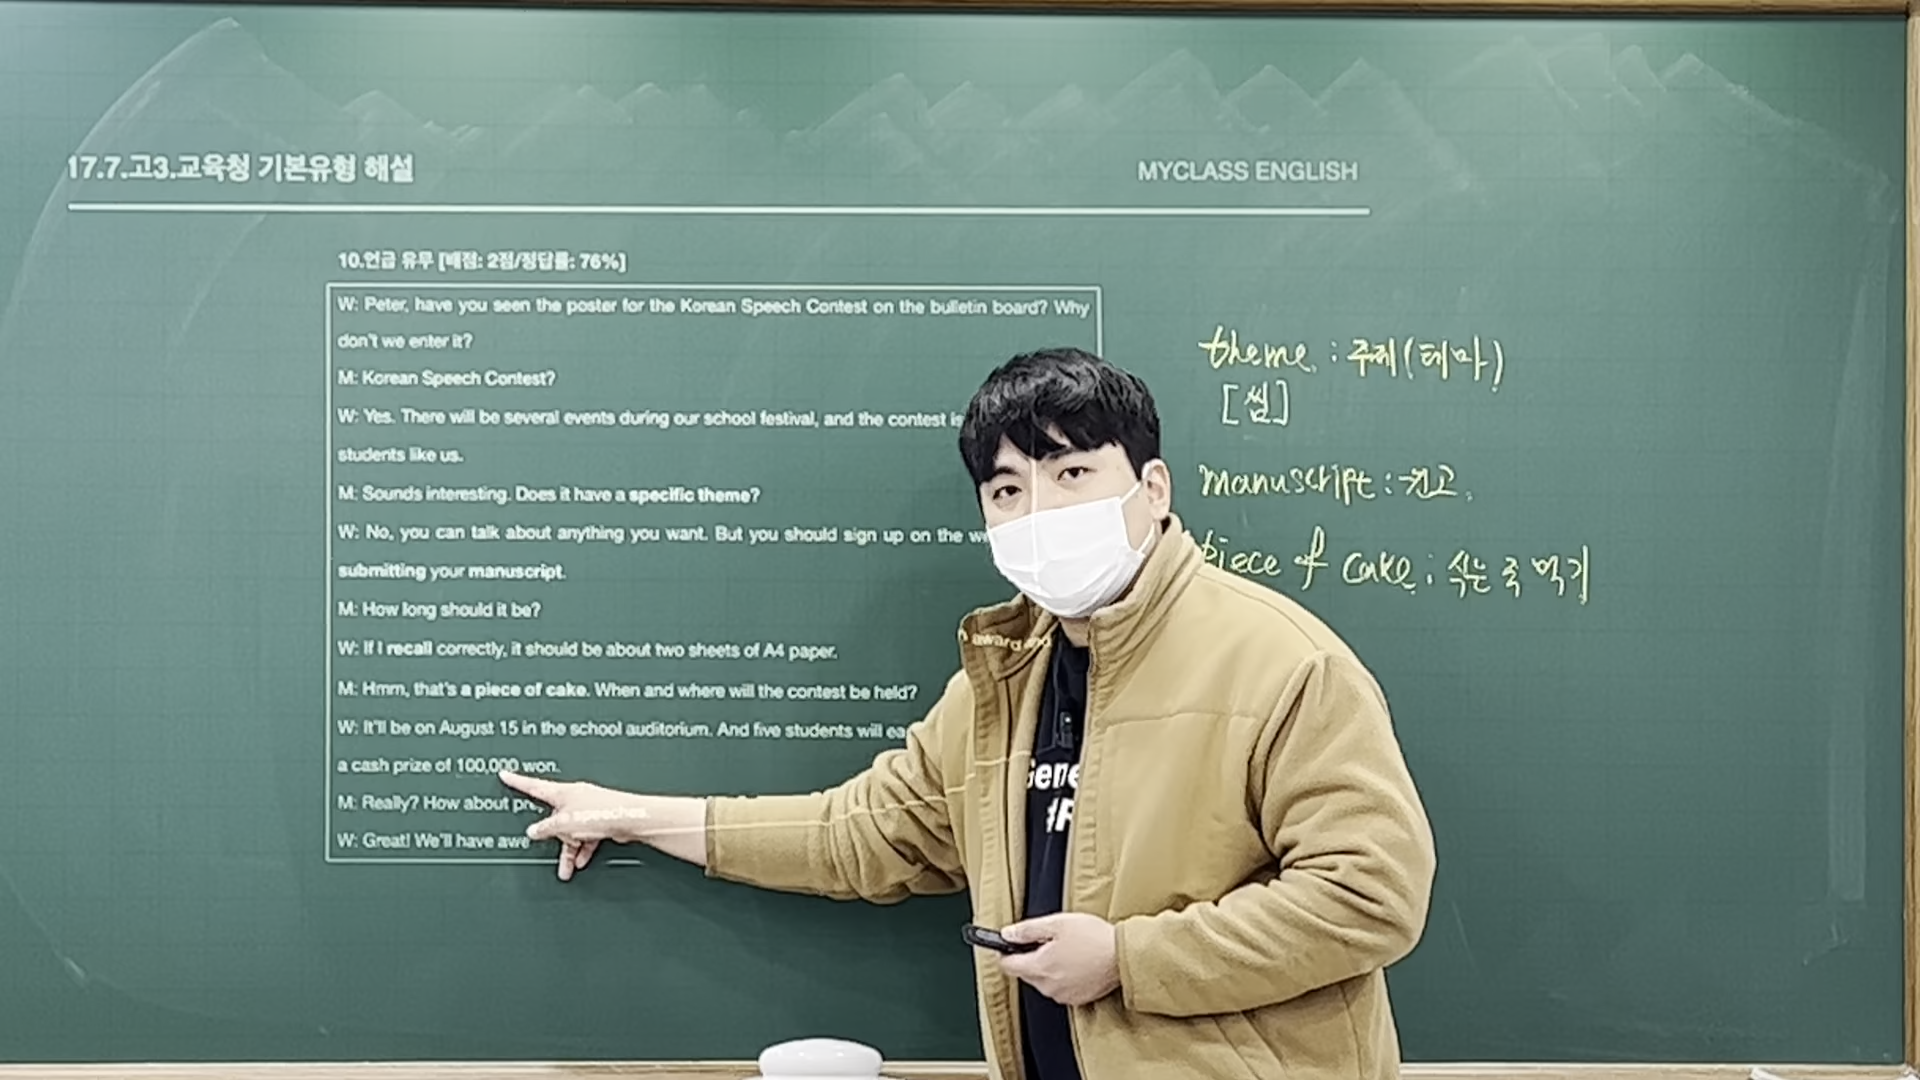 17.7.고3.교육청 기본유형 해설
MYCLASS ENGLISH
10.언급 유무 [배점: 2점/정답률: 76%]
W: Peter, have you seen the poster for the Korean Speech Contest on the bulletin board? Why
don't we enter it?
M: Korean Speech Contest?
W: Yes. There will be several events during our school festival, and the contest is
students like us.
M: Sounds interesting. Does it have a specific theme?
W: No, you can talk about anything you want. But you should sign up on the
submitting your manuscript.
M: How long should it be?
W: If I recall correctly, it should be about two sheets of A4 paper.
M: Hmm, that's a piece of cake. When and where will the contest be held?
W: It'll be on August 15 in the school auditorium. And five students will
award and
a cash prize of 100,000 won.
M: Really? How about
speeches.
W: Great! We'll have
theme : 주제(테마)
[씸]
manuscript : 원고.
piece of cake : 식은 죽 먹기